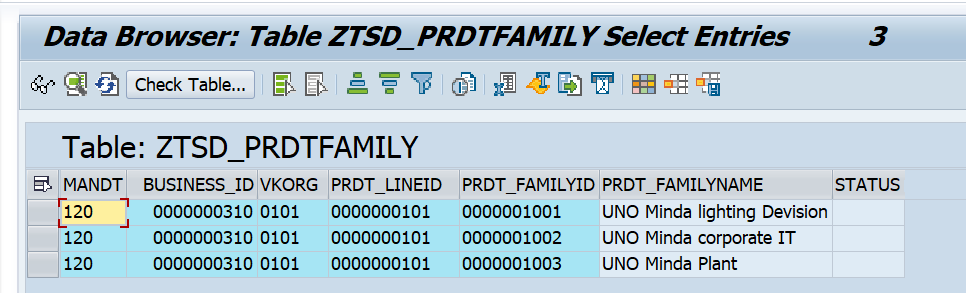 Data Browser: Table ZTSD_PRDTFAMILY Select Entries 3
Check Table...
Table: ZTSD_PRDTFAMILY
MANDT BUSINESS_ID VKORG PRDT_LINEID PRDT_FAMILYID PRDT_FAMILYNAME STATUS
120 0000000310 0101 0000000101 0000001001 UNO Minda lighting Devision
120 0000000310 0101 0000000101 0000001002 UNO Minda corporate IT
120 0000000310 0101 0000000101 0000001003 UNO Minda Plant